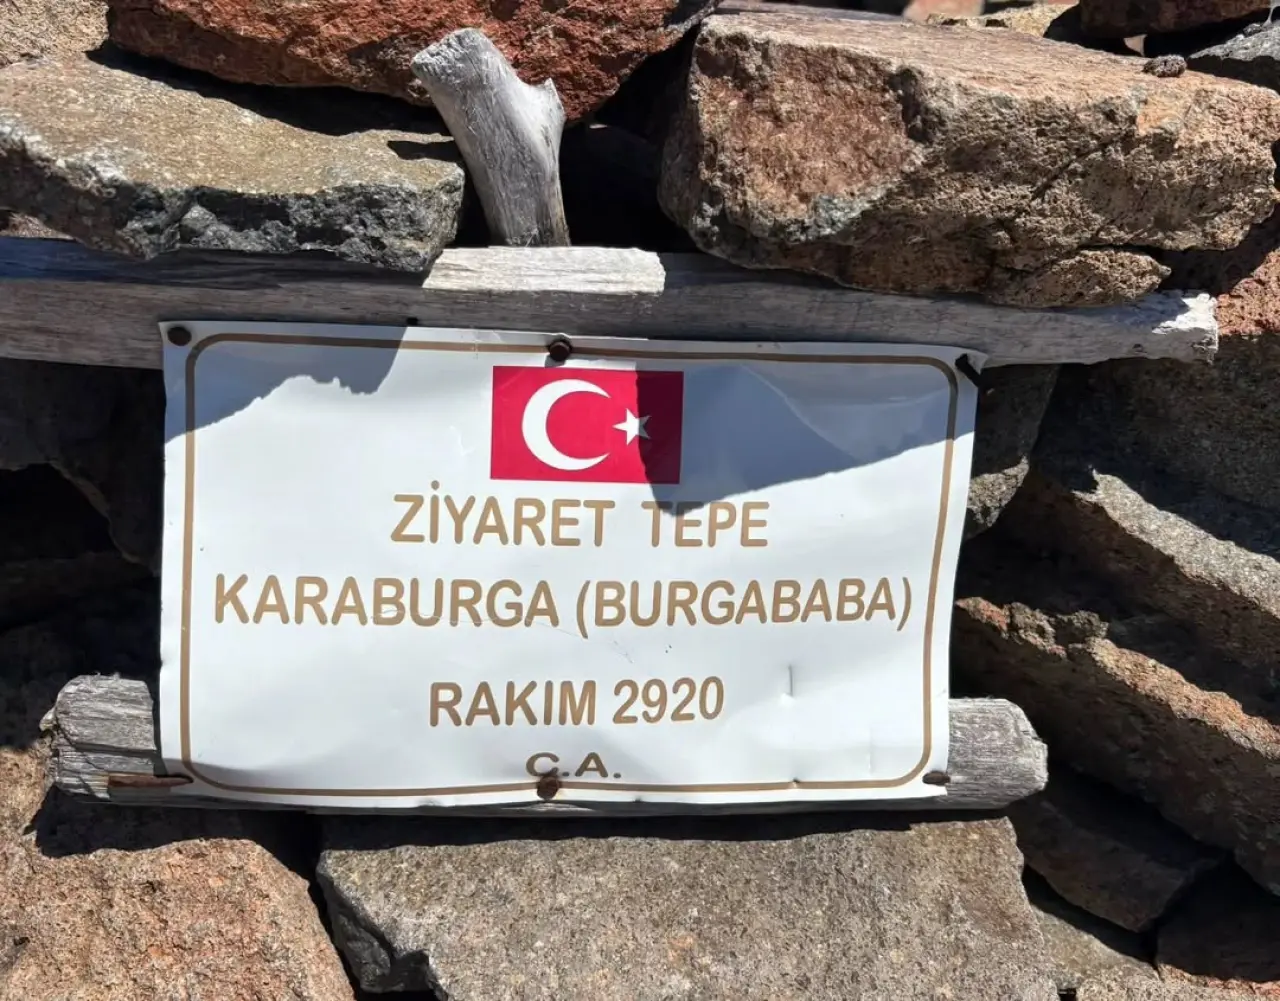 ZİYARET TEPE
KARABURGA (BURGABABA)
RAKIM 2920
Ç.A.